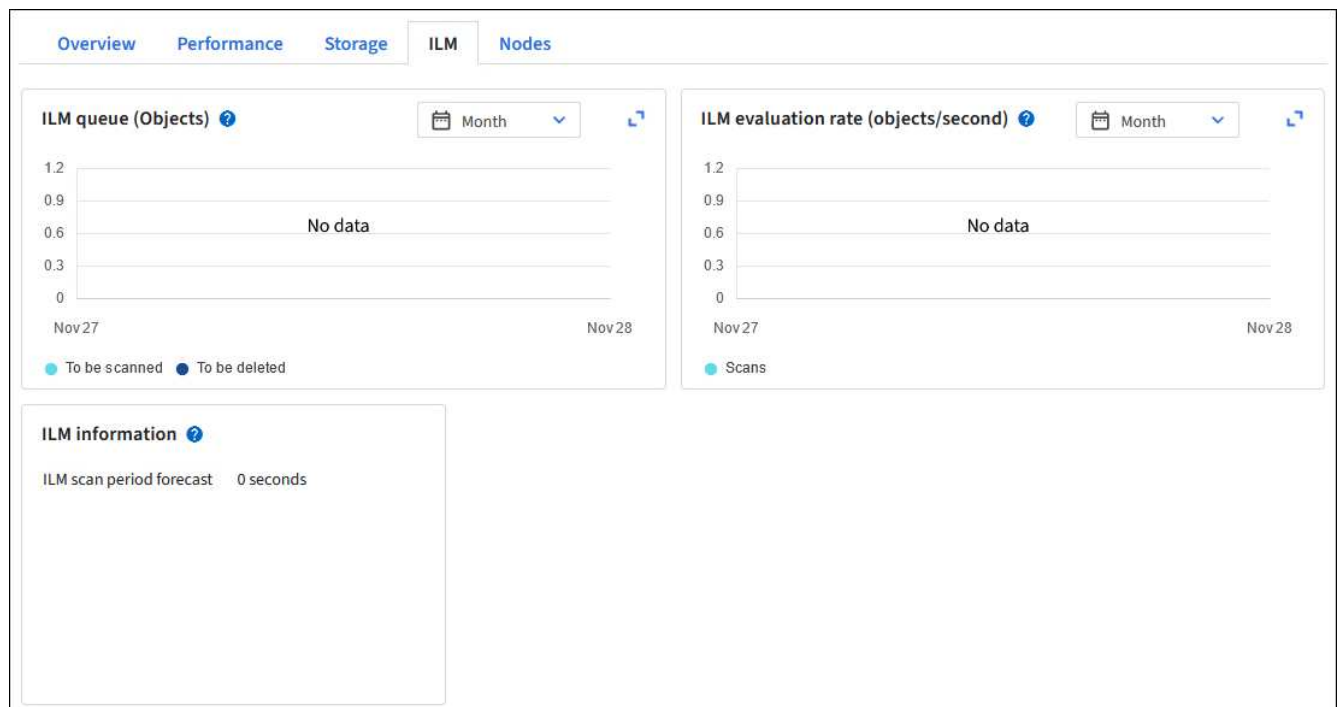 Overview Performance Storage ILM Nodes
ILM queue (Objects) ? Month
1.2
0.9
0.6
0.3
0
No data
Nov 27 Nov 28
To be scanned To be deleted
ILM evaluation rate (objects/second) ? Month
1.2
0.9
0.6
0.3
0
No data
Nov 27 Nov 28
Scans
ILM information ?
ILM scan period forecast 0 seconds